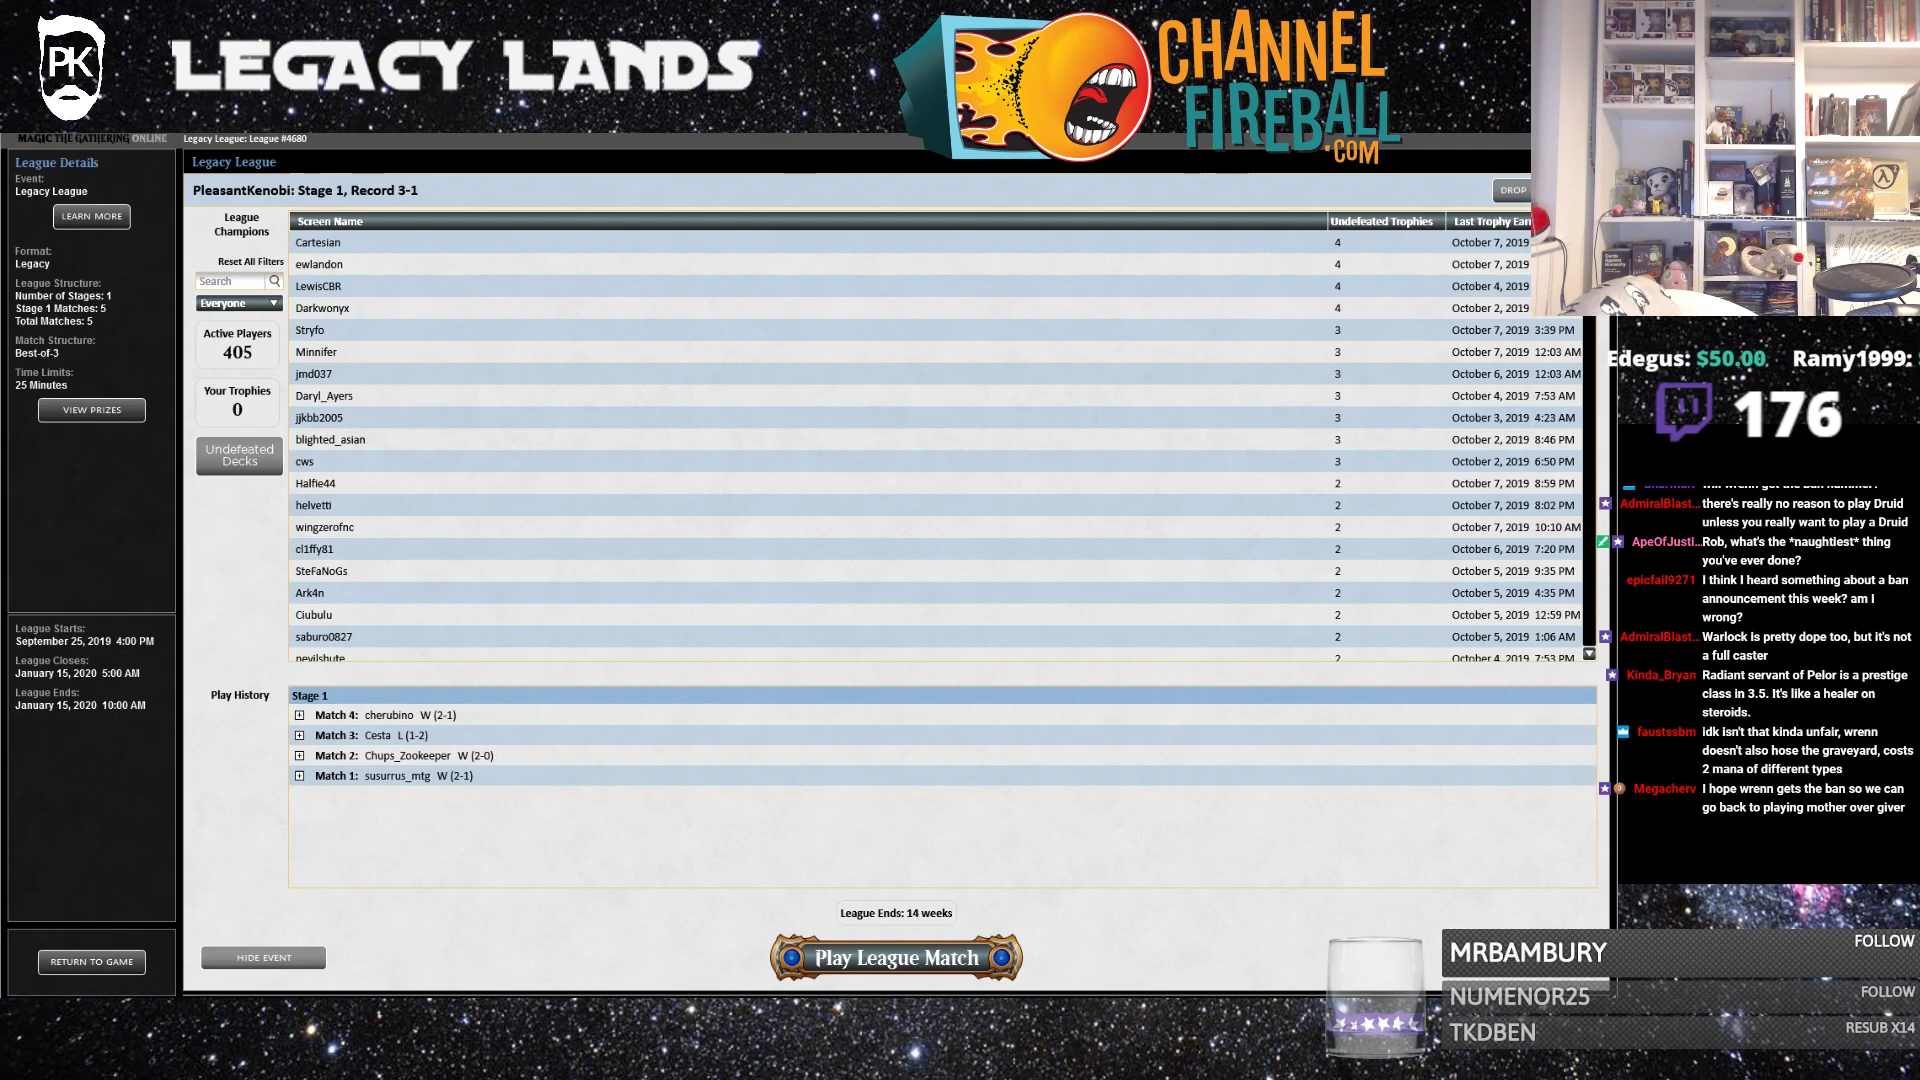 PK
LEGACY LANDS
CHANNEL
FIREBALL
.COM
MAGIC THE GATHERING ONLINE
Legacy League: League #4680
League Details
Event:
Legacy League
LEARN MORE
Format:
Legacy
League Structure:
Number of Stages: 1
Stage 1 Matches: 5
Total Matches: 5
Match Structure:
Best-of-3
Time Limits:
25 Minutes
VIEW PRIZES
League Starts:
September 25, 2019 4:00 PM
League Closes:
January 15, 2020 5:00 AM
League Ends:
January 15, 2020 10:00 AM
RETURN TO GAME
Legacy League
PleasantKenobi: Stage 1, Record 3-1
DROP
League
Champions
Reset All Filters
Search
Everyone
Active Players
405
Your Trophies
0
Undefeated
Decks
Screen Name Undefeated Trophies Last Trophy Earn
Cartesian 4 October 7, 2019
ewlandon 4 October 7, 2019
LewisCBR 4 October 4, 2019
Darkwonyx 4 October 2, 2019
Stryfo 3 October 7, 2019 3:39 PM
Minnifer 3 October 7, 2019 12:03 AM
jmd037 3 October 6, 2019 12:03 AM
Daryl_Ayers 3 October 4, 2019 7:53 AM
jjkbb2005 3 October 3, 2019 4:23 AM
blighted_asian 3 October 2, 2019 8:46 PM
cws 3 October 2, 2019 6:50 PM
Halfie44 2 October 7, 2019 8:59 PM
helvetti 2 October 7, 2019 8:02 PM
wingzerofnc 2 October 7, 2019 10:10 AM
cl1ffy81 2 October 6, 2019 7:20 PM
SteFaNoGs 2 October 5, 2019 9:35 PM
Ark4n 2 October 5, 2019 4:35 PM
Ciubulu 2 October 5, 2019 12:59 PM
saburo0827 2 October 5, 2019 1:06 AM
nevilshute 2 October 4, 2019 7:53 PM
Play History
Stage 1
Match 4: cherubino W (2-1)
Match 3: Cesta L (1-2)
Match 2: Chups_Zookeeper W (2-0)
Match 1: susurrus_mtg W (2-1)
League Ends: 14 weeks
HIDE EVENT
Play League Match
Edegus: $50.00 Ramy1999:
176
will wrenn get the ban hammer?
AdmiralBlast... there's really no reason to play Druid
unless you really want to play a Druid
ApeOfJusti... Rob, what's the *naughtiest* thing
you've ever done?
epicfail9271 I think I heard something about a ban
announcement this week? am I
wrong?
AdmiralBlast... Warlock is pretty dope too, but it's not
a full caster
Kinda_Bryan Radiant servant of Pelor is a prestige
class in 3.5. It's like a healer on
steroids.
faustssbm idk isn't that kinda unfair, wrenn
doesn't also hose the graveyard, costs
2 mana of different types
Megacherv I hope wrenn gets the ban so we can
go back to playing mother over giver
MRBAMBURY FOLLOW
NUMENOR25 FOLLOW
TKDBEN RESUB X14